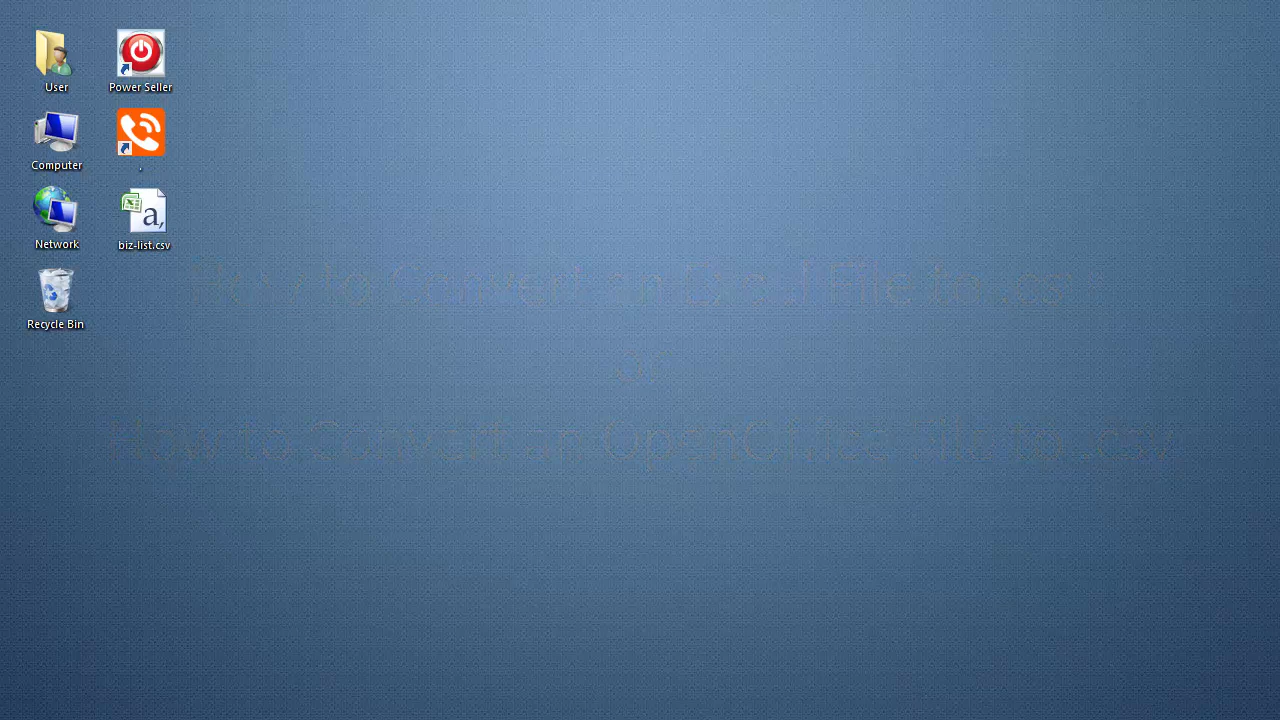 User
Power Seller
Computer
.
Network
biz-list.csv
a,
Recycle Bin
How to Convert an Excel File to .csv
or
How to Convert an OpenOffice File to .csv